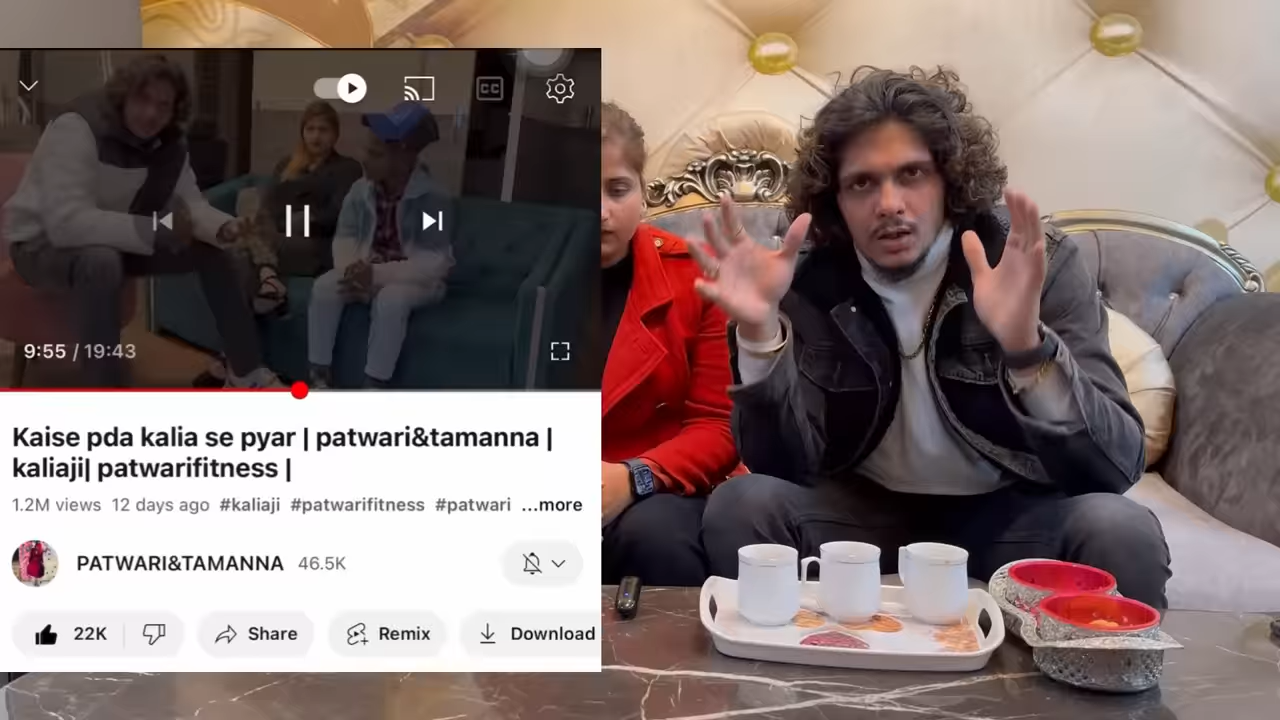 CC
9:55 / 19:43
Kaise pda kalia se pyar | patwari&tamanna |
kaliaji| patwarifitness |
1.2M views 12 days ago #kaliaji #patwarifitness #patwari ...more
PATWARI&TAMANNA 46.5K
22K Share Remix Download